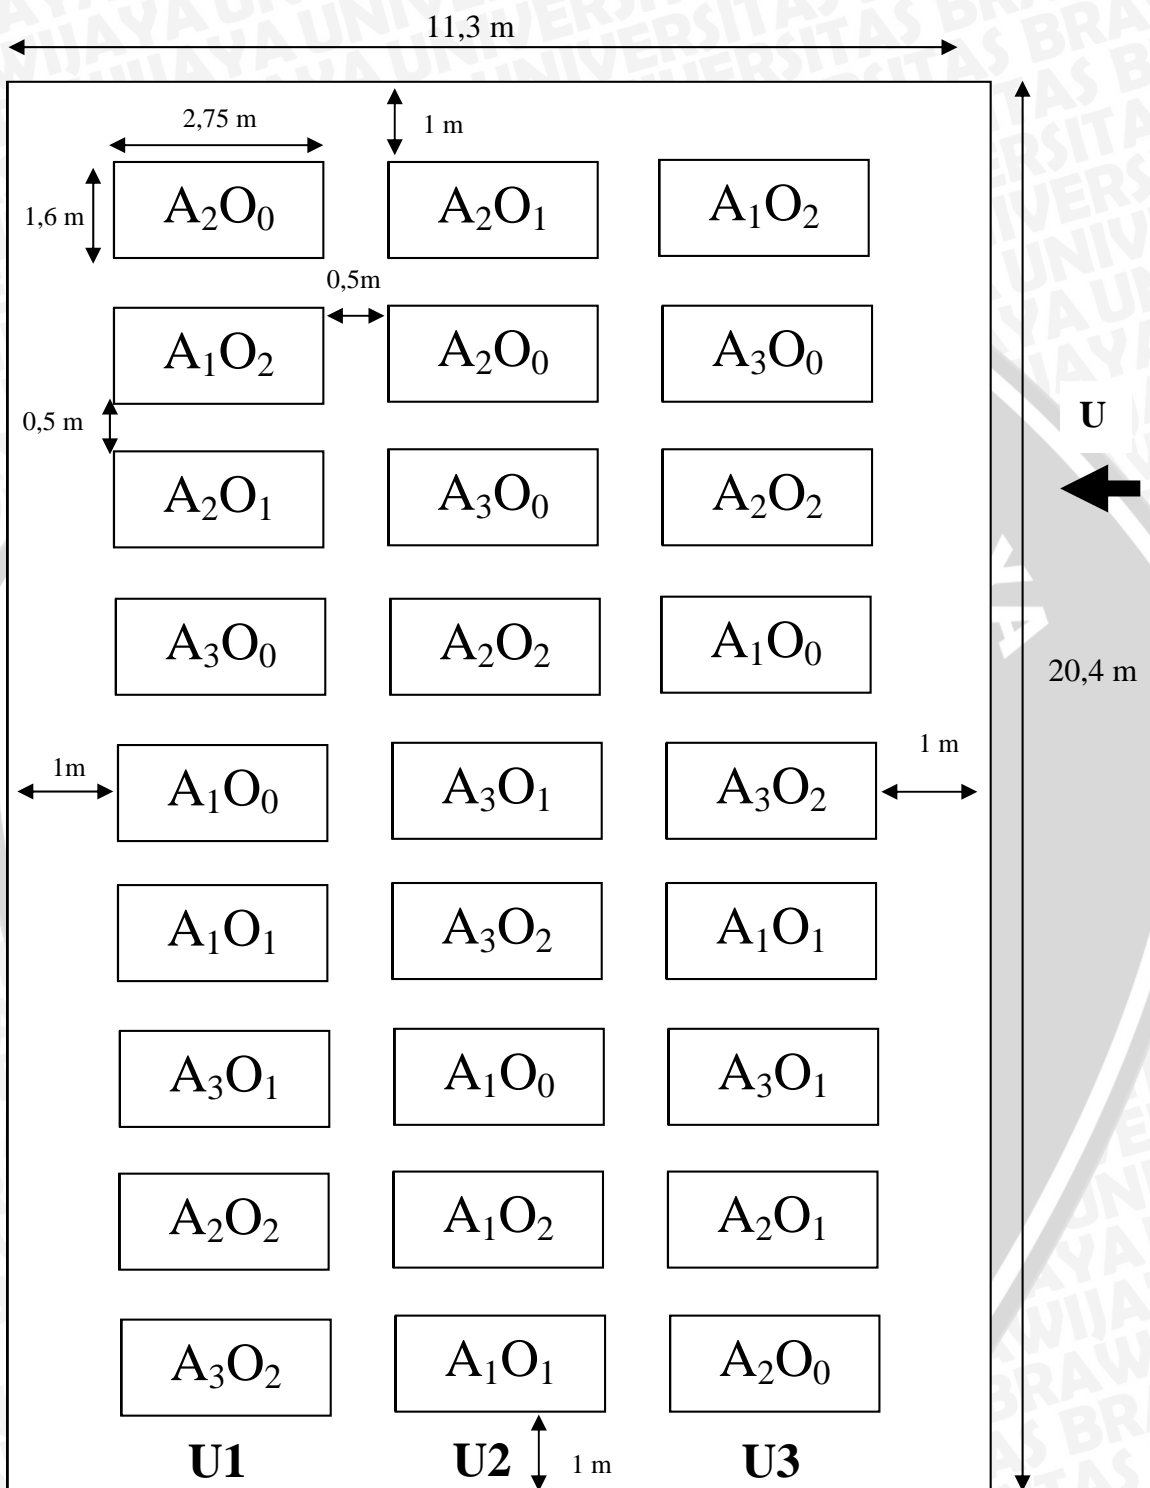 11,3 m
2,75 m
1 m
1,6 m
A₂O₀ A₂O₁ A₁O₂
0,5m
A₁O₂ A₂O₀ A₃O₀
0,5 m
U
A₂O₁ A₃O₀ A₂O₂
A₃O₀ A₂O₂ A₁O₀
20,4 m
1m
1 m
A₁O₀ A₃O₁ A₃O₂
A₁O₁ A₃O₂ A₁O₁
A₃O₁ A₁O₀ A₃O₁
A₂O₂ A₁O₂ A₂O₁
A₃O₂ A₁O₁ A₂O₀
U1 U2 U3
1 m